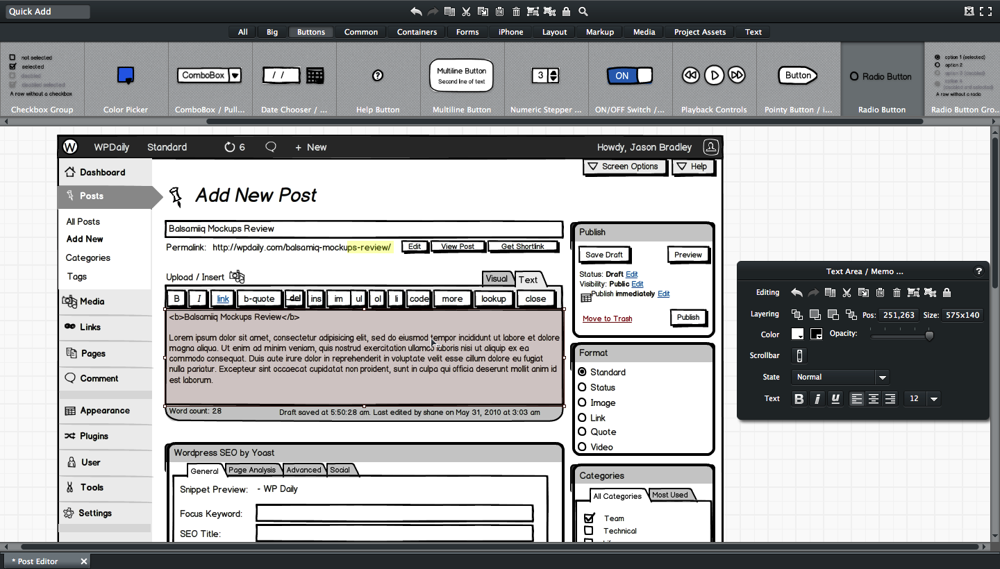 Quick Add
All Big Buttons Common Containers Forms iPhone Layout Markup Media Project Assets Text
not selected
selected
disabled
disabled selected
A row without a checkbox
Checkbox Group
Color Picker
ComboBox
ComboBox / Pull...
/ /
Date Chooser / ...
?
Help Button
Multiline Button
Second line of text
Multiline Button
3
Numeric Stepper ...
ON
ON/OFF Switch /...
Playback Controls
Button
Pointy Button / i...
Radio Button
Radio Button
option 1 (selected)
option 2
option 3 (disabled)
option 4
(disabled and selected)
A row without a radio
Radio Button Gro...
W WPDaily Standard 6 + New Howdy, Jason Bradley
Screen Options Help
Dashboard
Posts
All Posts
Add New
Categories
Tags
Media
Links
Pages
Comment
Appearance
Plugins
User
Tools
Settings
Add New Post
Balsamiiq Mockups Review
Permalink: http://wpdaily.com/balsamiq-mockups-review/ Edit View Post Get Shortlink
Upload / Insert Visual Text
B I link b-quote del ins im ul ol li code more lookup close
<b>Balsamiiq Mockups Review</b>
Lorem ipsum dolor sit amet, consectetur adipisicing elit, sed do eiusmod tempor incididunt ut labore et dolore
magna aliqua. Ut enim ad minim veniam, quis nostrud exercitation ullamco laboris nisi ut aliquip ex ea
commodo consequat. Duis aute irure dolor in reprehenderit in voluptate velit esse cillum dolore eu fugiat
nulla pariatur. Excepteur sint occaecat cupidatat non proident, sunt in culpa qui officia deserunt mollit anim id
est laborum.
Word count: 28 Draft saved at 5:50:28 am. Last edited by shane on May 31, 2010 at 3:03 am
Wordpress SEO by Yoast
General Page Analysis Advanced Social
Snippet Preview: - WP Daily
Focus Keyword:
SEO Title:
Publish
Save Draft Preview
Status: Draft Edit
Visibility: Public Edit
Publish immediately Edit
Move to Trash Publish
Format
Standard
Status
Image
Link
Quote
Video
Categories
All Categories Most Used
Team
Technical
Text Area / Memo ... ?
Editing
Layering Pos: 251,263 Size: 575x140
Color Opacity:
Scrollbar
State Normal
Text B i u 12
* Post Editor